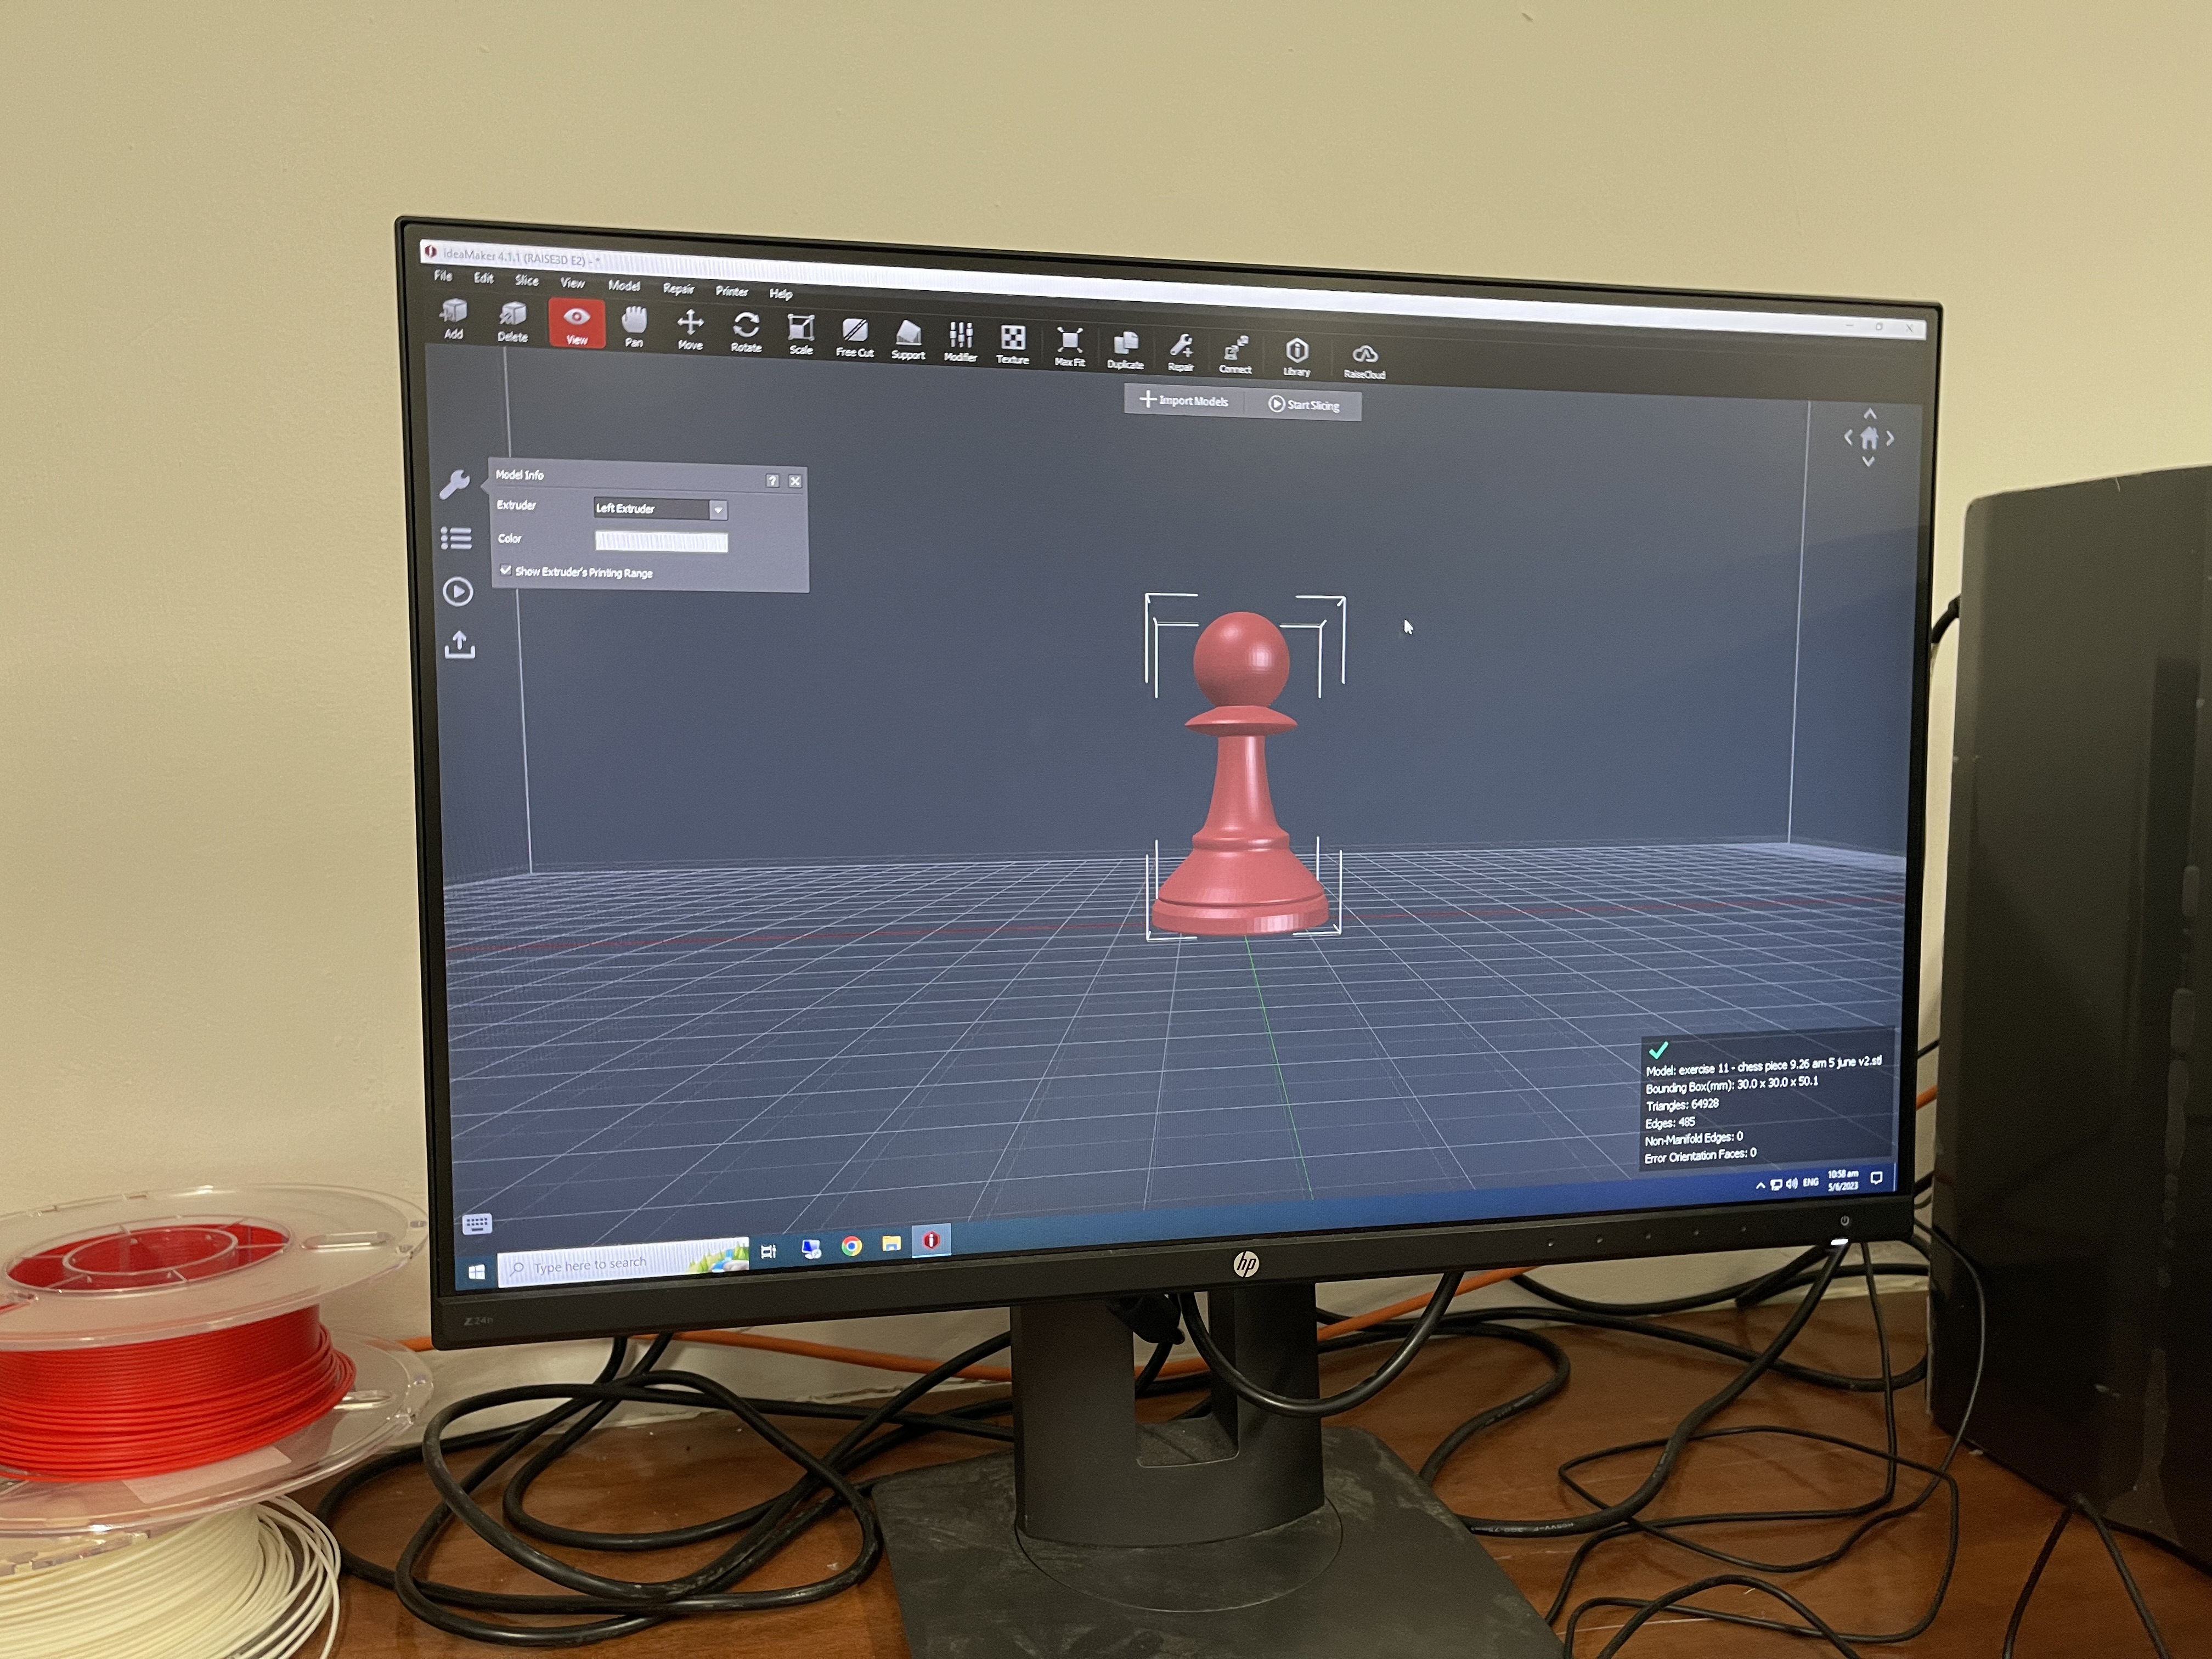 ideaMaker 4.1.1 (RAISE3D E2) - *
File Edit Slice View Model Repair Printer Help
Add Delete View Pan Move Rotate Scale Free Cut Support Modifier Texture Max Fit Duplicate Repair Connect Library RaiseCloud
Import Models Start Slicing
Model Info
Extruder Left Extruder
Color
Show Extruder's Printing Range
Model: exercise 11 - chess piece 9.26 am 5 june v2.stl
Bounding Box(mm): 30.0 x 30.0 x 50.1
Triangles: 64928
Edges: 485
Non-Manifold Edges: 0
Error Orientation Faces: 0
ENG
10:58 am
5/6/2023
Type here to search
hp
Z24n